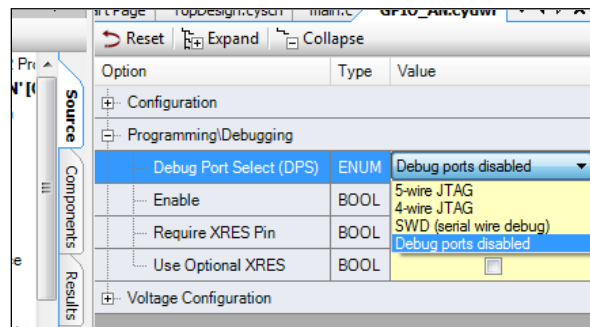 art Page TopDesign.cysch main.c GPIO_AN.cydwr
Reset Expand Collapse
Option Type Value
Configuration
Programming\Debugging
Debug Port Select (DPS) ENUM Debug ports disabled
5-wire JTAG
4-wire JTAG
SWD (serial wire debug)
Debug ports disabled
Enable BOOL
Require XRES Pin BOOL
Use Optional XRES BOOL
Voltage Configuration
Source
Components
Results